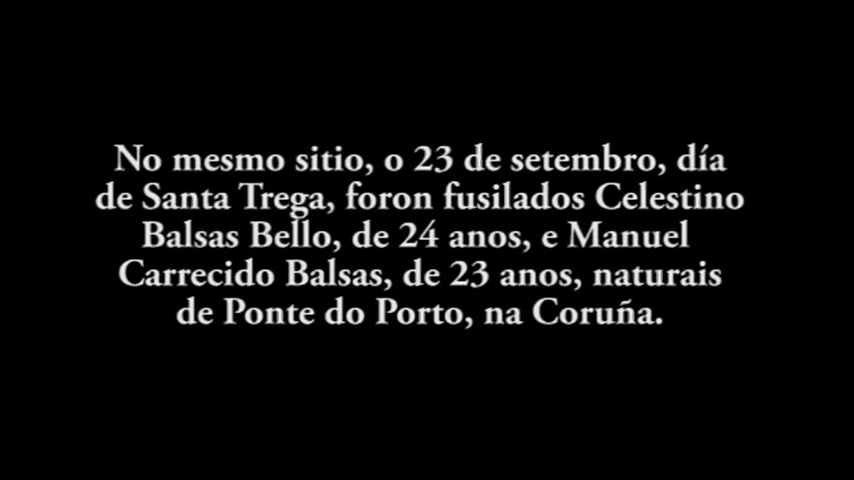 No mesmo sitio, o 23 de setembro, día
de Santa Trega, foron fusilados Celestino
Balsas Bello, de 24 anos, e Manuel
Carrecido Balsas, de 23 anos, naturais
de Ponte do Porto, na Coruña.